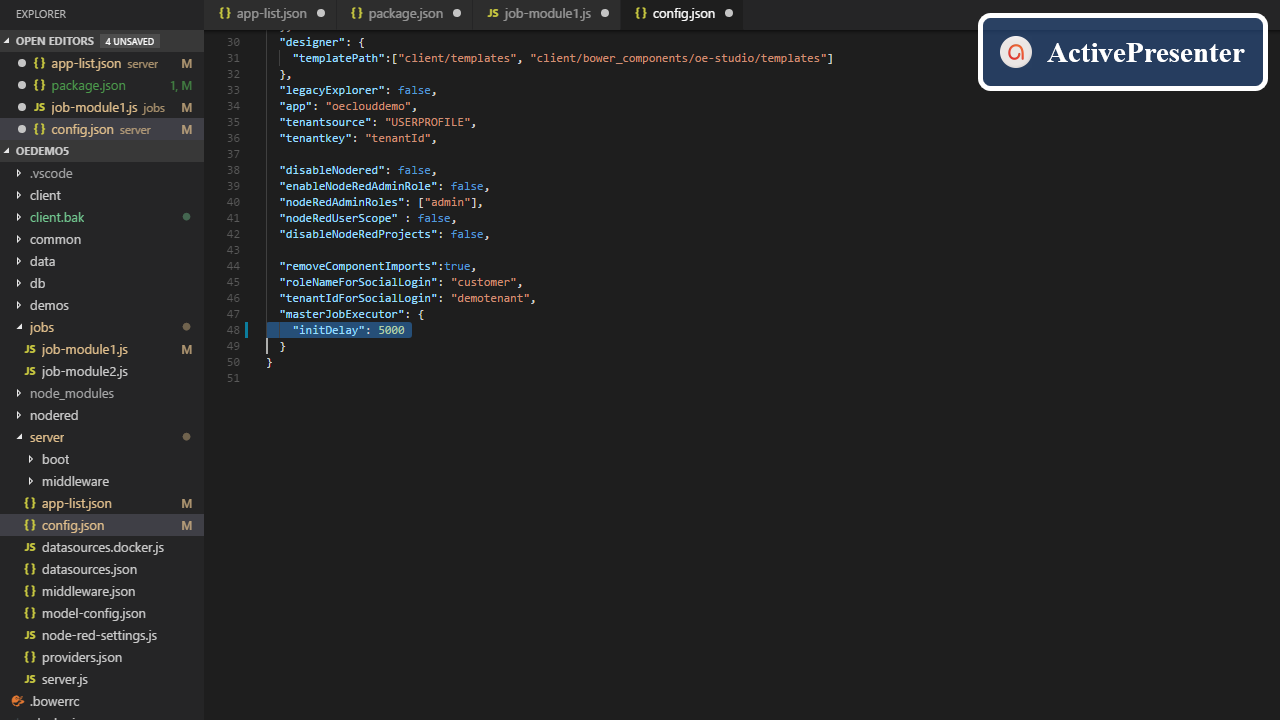 EXPLORER
OPEN EDITORS 4 UNSAVED
{} app-list.json server M
{} package.json 1, M
JS job-module1.js jobs M
{} config.json server M
OEDEMO5
.vscode
client
client.bak
common
data
db
demos
jobs
JS job-module1.js M
JS job-module2.js
node_modules
nodered
server
boot
middleware
{} app-list.json M
{} config.json M
JS datasources.docker.js
{} datasources.json
{} middleware.json
{} model-config.json
JS node-red-settings.js
{} providers.json
JS server.js
.bowerrc
{} app-list.json {} package.json JS job-module1.js {} config.json
30 "designer": {
31 "templatePath":["client/templates", "client/bower_components/oe-studio/templates"]
32 },
33 "legacyExplorer": false,
34 "app": "oeclouddemo",
35 "tenantsource": "USERPROFILE",
36 "tenantkey": "tenantId",
37
38 "disableNodered": false,
39 "enableNodeRedAdminRole": false,
40 "nodeRedAdminRoles": ["admin"],
41 "nodeRedUserScope" : false,
42 "disableNodeRedProjects": false,
43
44 "removeComponentImports":true,
45 "roleNameForSocialLogin": "customer",
46 "tenantIdForSocialLogin": "demotenant",
47 "masterJobExecutor": {
48 "initDelay": 5000
49 }
50 }
51
ActivePresenter